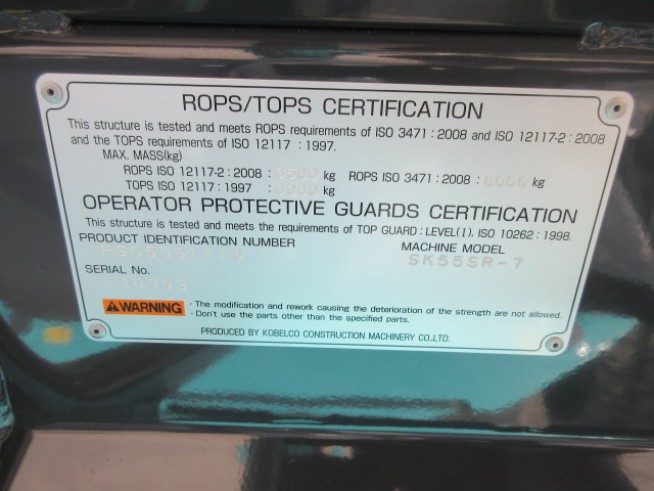 ROPS/TOPS CERTIFICATION
This structure is tested and meets ROPS requirements of ISO 3471 : 2008 and ISO 12117-2 : 2008
and the TOPS requirements of ISO 12117 : 1997.
MAX. MASS(kg)
ROPS ISO 12117-2 : 2008 : kg ROPS ISO 3471 : 2008 : 6000 kg
TOPS ISO 12117 : 1997 : kg
OPERATOR PROTECTIVE GUARDS CERTIFICATION
This structure is tested and meets the requirements of TOP GUARD : LEVEL(1). ISO 10262 : 1998.
PRODUCT IDENTIFICATION NUMBER
MACHINE MODEL
SK55SR-7
SERIAL No.
WARNING
· The modification and rework causing the deterioration of the strength are not allowed.
· Don't use the parts other than the specified parts.
PRODUCED BY KOBELCO CONSTRUCTION MACHINERY CO.LTD.